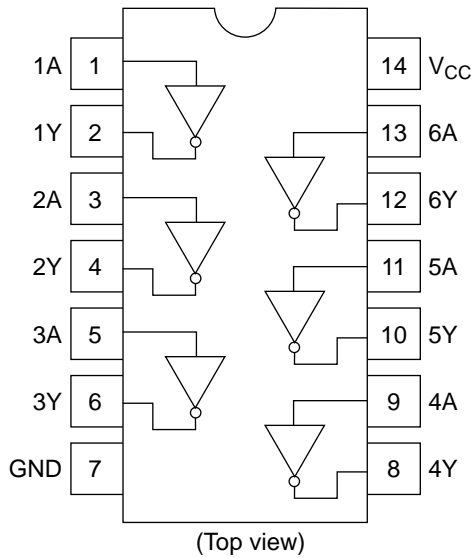 1A 1 14 VCC
1Y 2 13 6A
2A 3 12 6Y
2Y 4 11 5A
3A 5 10 5Y
3Y 6 9 4A
GND 7 8 4Y
(Top view)